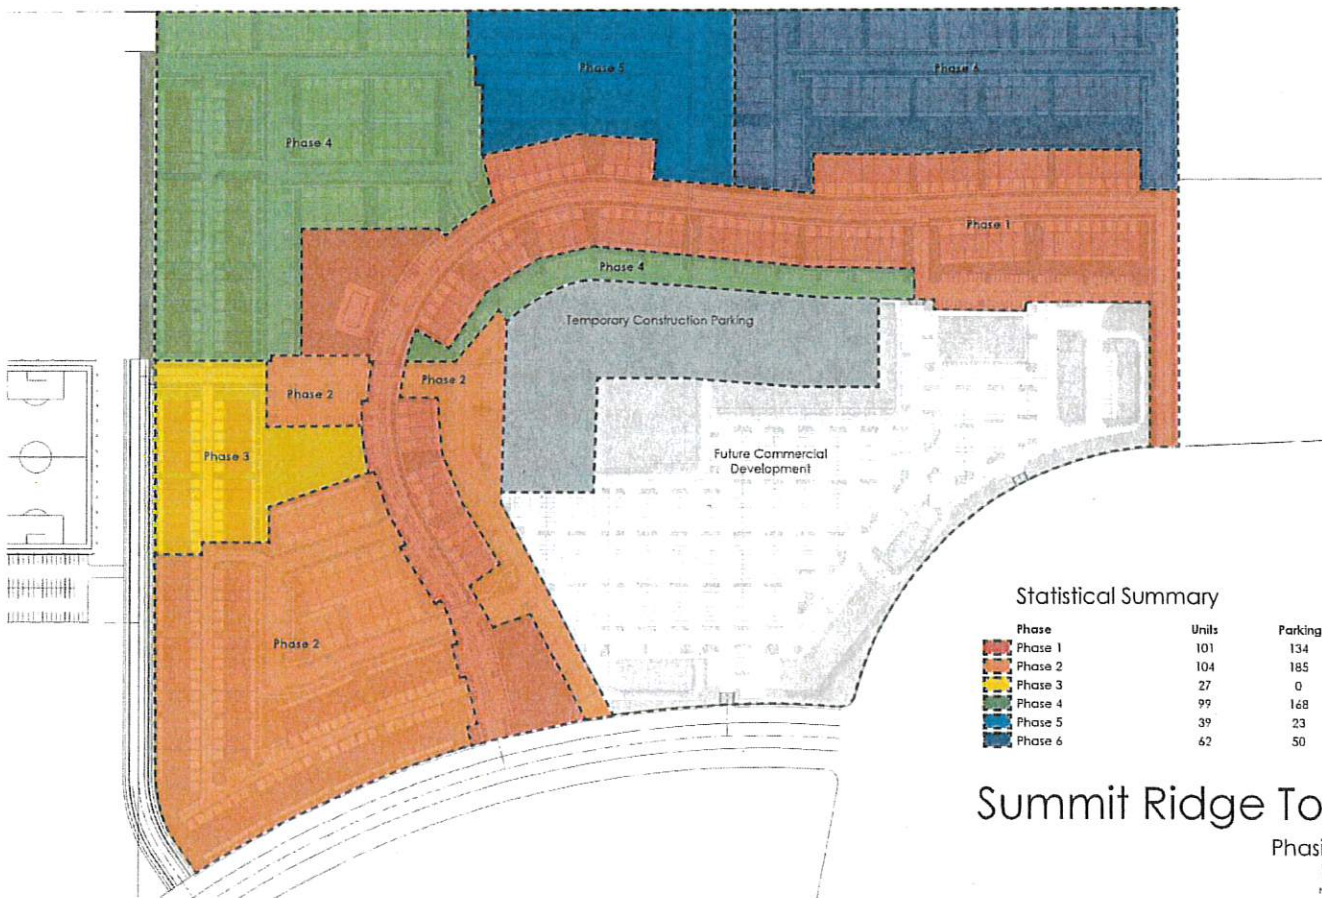 Phase 5
Phase 6
Phase 4
Phase 1
Phase 4
Temporary Construction Parking
Phase 2
Phase 2
Phase 3
Future Commercial
Development
Phase 2
Statistical Summary
Phase Units Parking
Phase 1 101 134
Phase 2 104 185
Phase 3 27 0
Phase 4 99 168
Phase 5 39 23
Phase 6 62 50
Summit Ridge To
Phasi